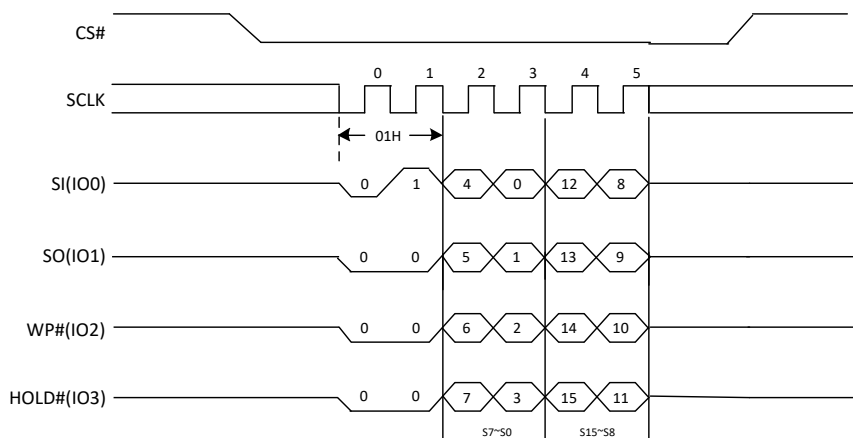 CS#
0 1 2 3 4 5
SCLK
01H
SI(IO0) 0 1 4 0 12 8
SO(IO1) 0 0 5 1 13 9
WP#(IO2) 0 0 6 2 14 10
HOLD#(IO3) 0 0 7 3 15 11
S7~S0 S15~S8